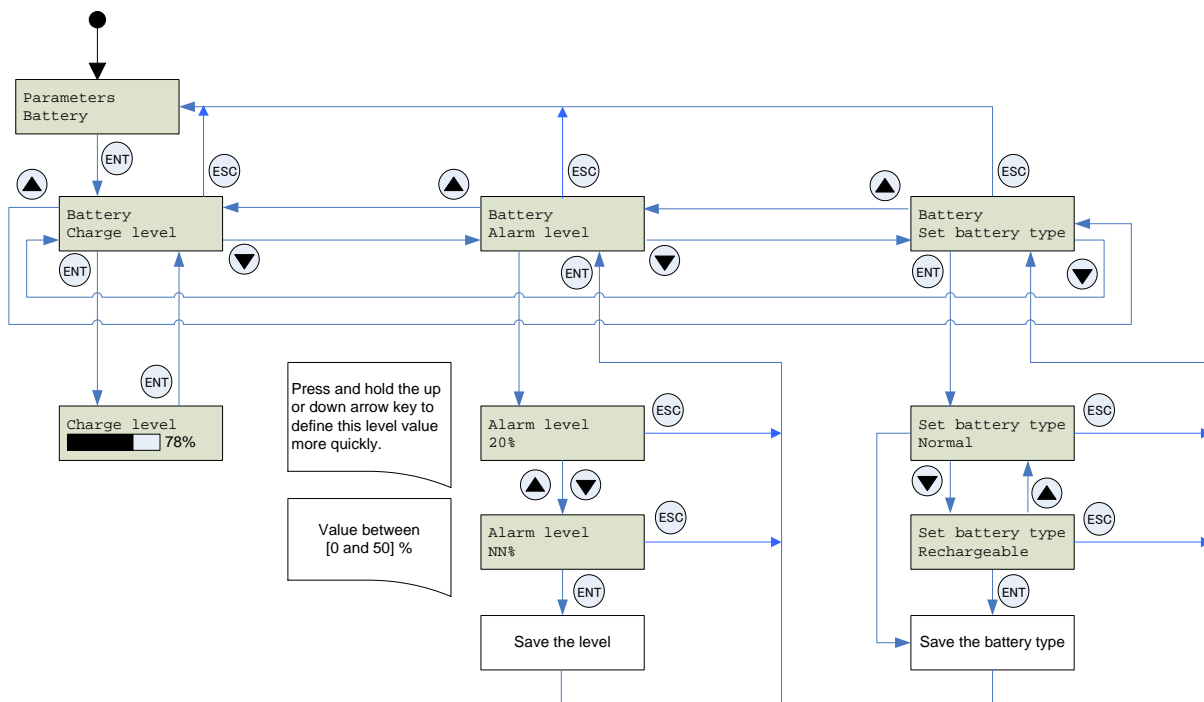 Parameters
Battery
ENT
ESC
ESC
ESC
Battery
Charge level
Battery
Alarm level
Battery
Set battery type
ENT
ENT
ENT
ENT
Press and hold the up
or down arrow key to
define this level value
more quickly.
Charge level
78%
Alarm level
20%
ESC
Set battery type
Normal
ESC
Value between
[0 and 50] %
Alarm level
NN%
ESC
Set battery type
Rechargeable
ESC
ENT
ENT
Save the level
Save the battery type